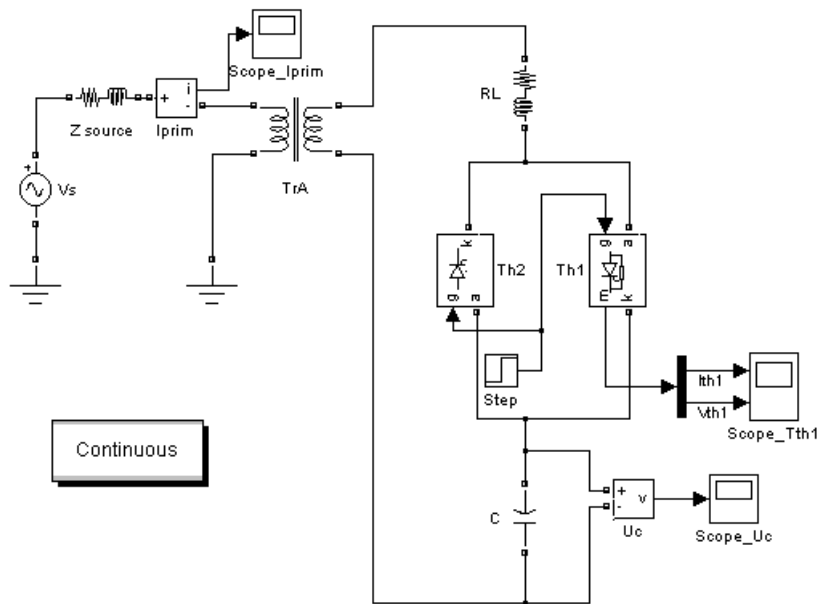 Scope_Iprim
i
+
-
Z source
Iprim
RL
+
Vs
TrA
k
g
a
Th2
Th1
g
a
m
k
Step
Ith1
Vth1
Scope_Tth1
Continuous
C
+
-
v
Uc
Scope_Uc